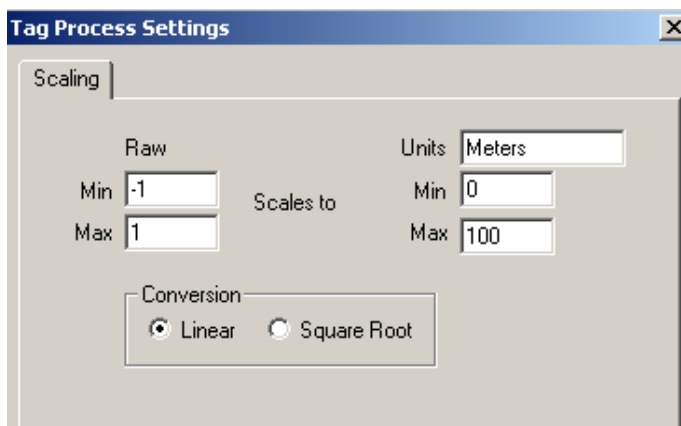 Tag Process Settings
Scaling
Raw Units Meters
Min -1 Scales to Min 0
Max 1 Max 100
Conversion
Linear Square Root